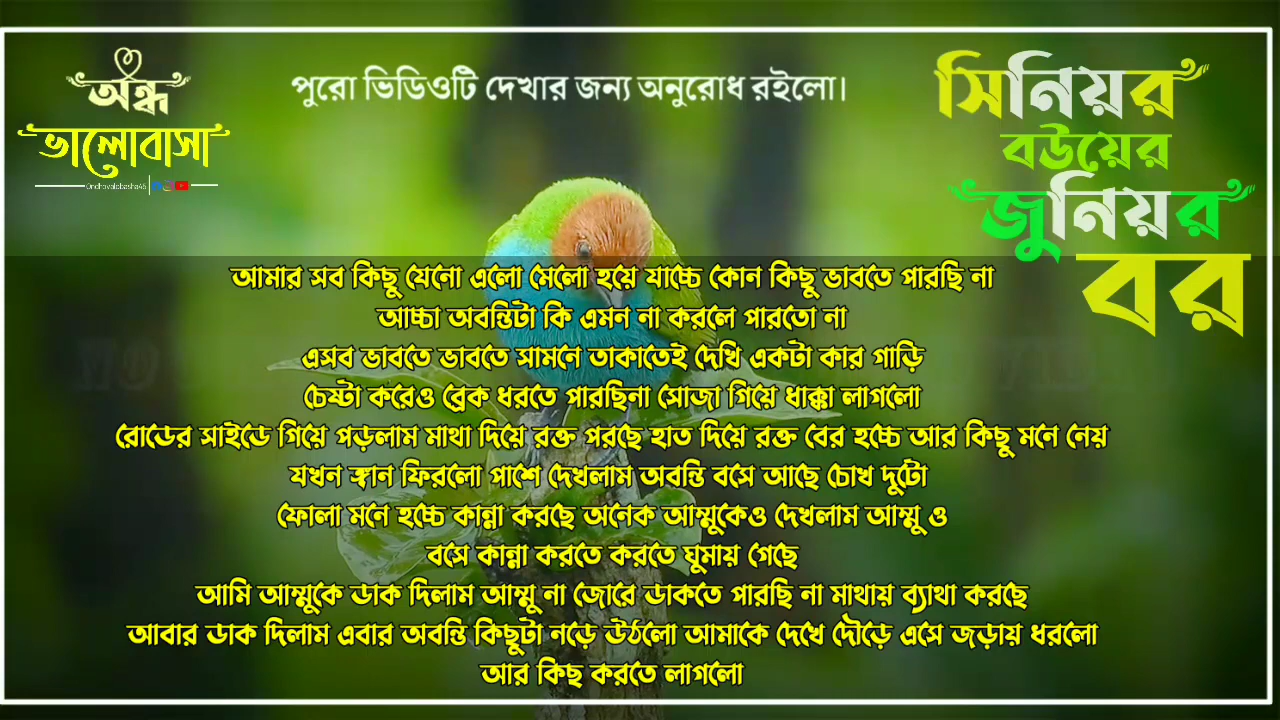 অন্ধ
ভালোবাসা
Ondhovalobasha46
পুরো ভিডিওটি দেখার জন্য অনুরোধ রইলো।
সিনিয়র
বউয়ের
জুনিয়র
বর
আমার সব কিছু যেনো এলো মেলো হয়ে যাচ্ছে কোন কিছু ভাবতে পারছি না
আচ্চা অবন্তিটা কি এমন না করলে পারতো না
এসব ভাবতে ভাবতে সামনে তাকাতেই দেখি একটা কার গাড়ি
চেষ্টা করেও ব্রেক ধরতে পারছিনা সোজা গিয়ে ধাক্কা লাগলো
রোডের সাইডে গিয়ে পড়লাম মাথা দিয়ে রক্ত পরছে হাত দিয়ে রক্ত বের হচ্ছে আর কিছু মনে নেয়
যখন জ্ঞান ফিরলো পাশে দেখলাম অবন্তি বসে আছে চোখ দুটো
ফোলা মনে হচ্ছে কান্না করছে অনেক আম্মুকেও দেখলাম আম্মু ও
বসে কান্না করতে করতে ঘুমায় গেছে
আমি আম্মুকে ডাক দিলাম আম্মু না জোরে ডাকতে পারছি না মাথায় ব্যাথা করছে
আবার ডাক দিলাম এবার অবন্তি কিছুটা নড়ে উঠলো আমাকে দেখে দৌড়ে এসে জড়ায় ধরলো
আর কিছ করতে লাগলো